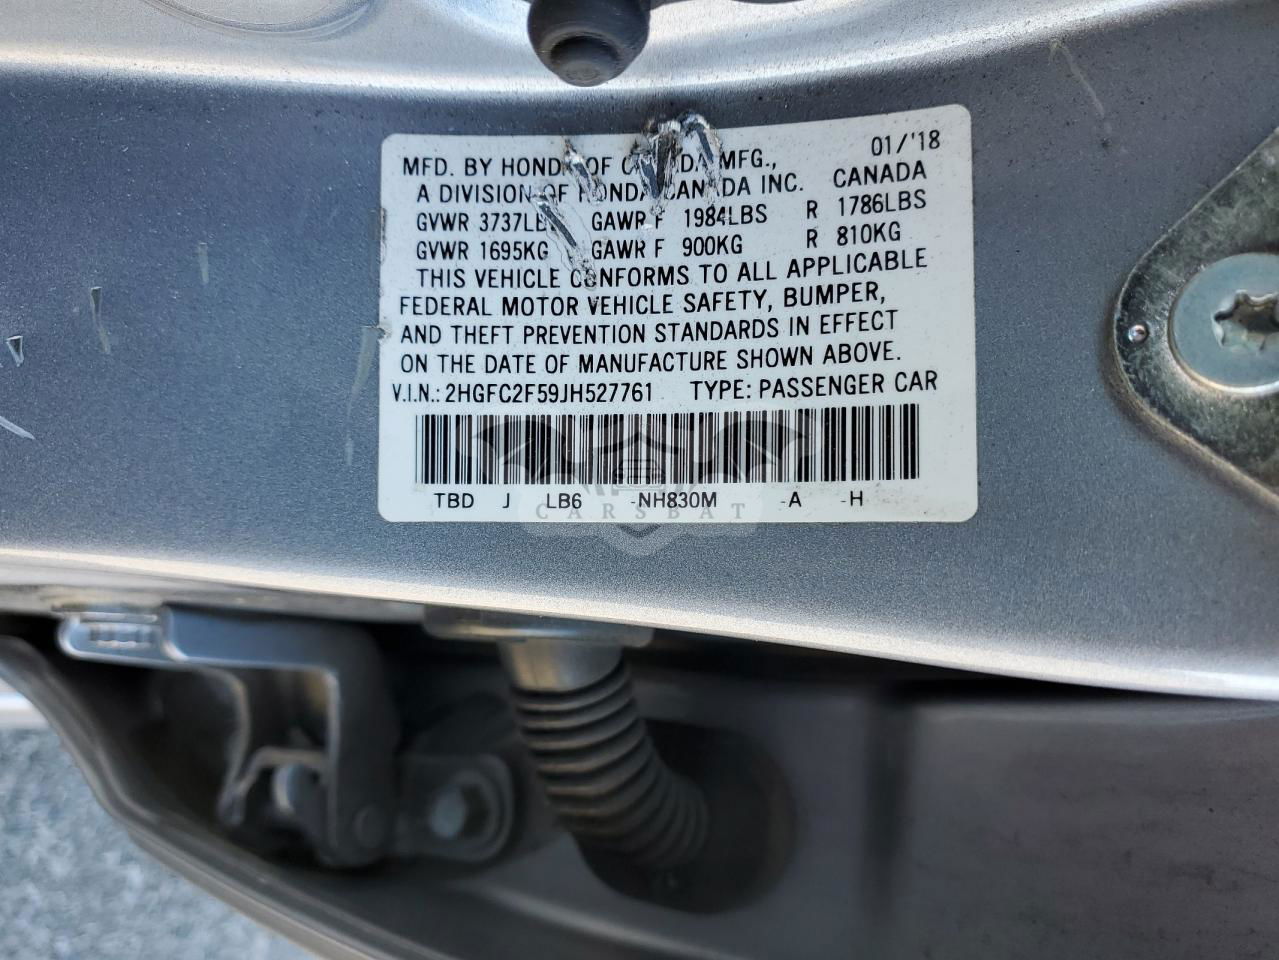 01/'18
MFD. BY HONDA OF CANADA MFG.,
A DIVISION OF HONDA CANADA INC. CANADA
GVWR 3737LBS GAWR F 1984LBS R 1786LBS
GVWR 1695KG GAWR F 900KG R 810KG
THIS VEHICLE CONFORMS TO ALL APPLICABLE
FEDERAL MOTOR VEHICLE SAFETY, BUMPER,
AND THEFT PREVENTION STANDARDS IN EFFECT
ON THE DATE OF MANUFACTURE SHOWN ABOVE.
V.I.N.: 2HGFC2F59JH527761 TYPE: PASSENGER CAR
TBD J LB6 -NH830M -A -H
CARSBAT